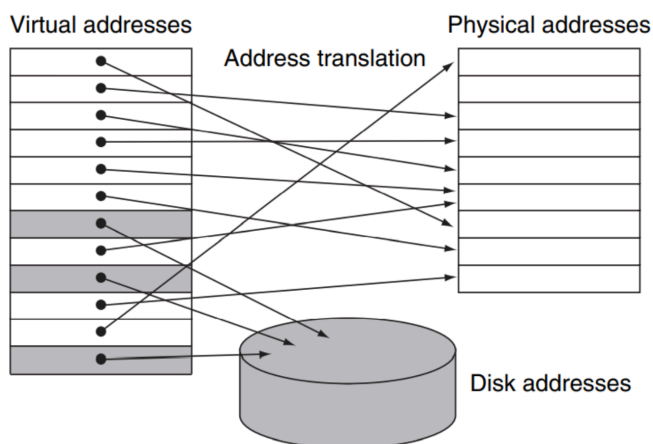 Virtual addresses
Physical addresses
Address translation
Disk addresses